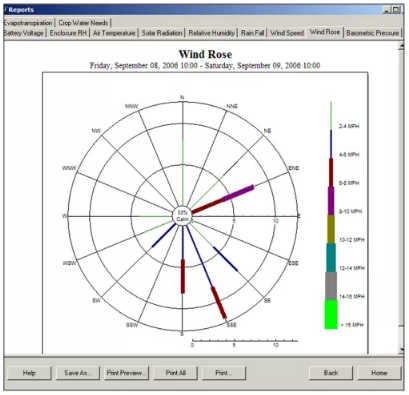 Reports
Evapotranspiration Crop Water Needs
Battery Voltage Enclosure RH Air Temperature Solar Radiation Relative Humidity Rain Fall Wind Speed Wind Rose Barometric Pressure
Wind Rose
Friday, September 08, 2006 10:00 - Saturday, September 09, 2006 10:00
N
NNW NNE
NW NE
WNW ENE
W 33% Calm 5 10 E
WSW ESE
SW SE
SSW SSE
S
0 5 10
2-4 MPH
4-6 MPH
6-8 MPH
8-10 MPH
10-12 MPH
12-14 MPH
14-16 MPH
> 16 MPH
Help Save As... Print Preview... Print All Print... Back Home